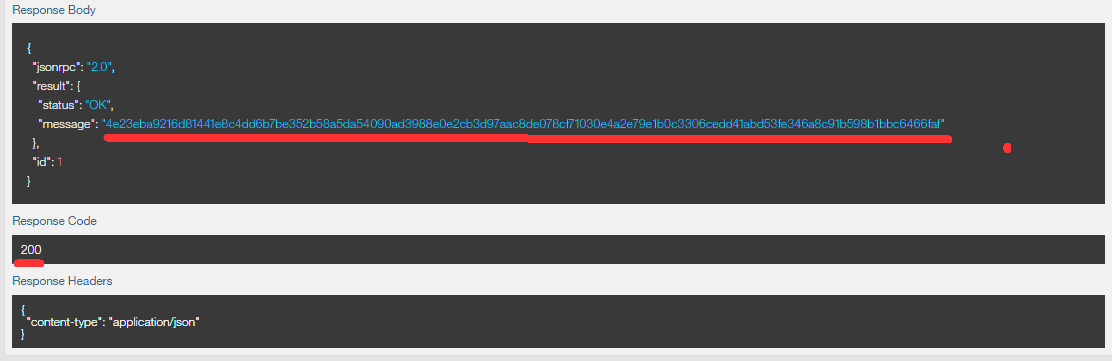 Response Body
{
"jsonrpc": "2.0",
"result": {
"status": "OK",
"message": "4e23eba9216d81441e8c4dd6b7be352b58a5da54090ad3988e0e2cb3d97aac8de078cf71030e4a2e79e1b0c3306cedd41abd53fe346a8c91b598b1bbc6466faf"
},
"id": 1
}
Response Code
200
Response Headers
{
"content-type": "application/json"
}